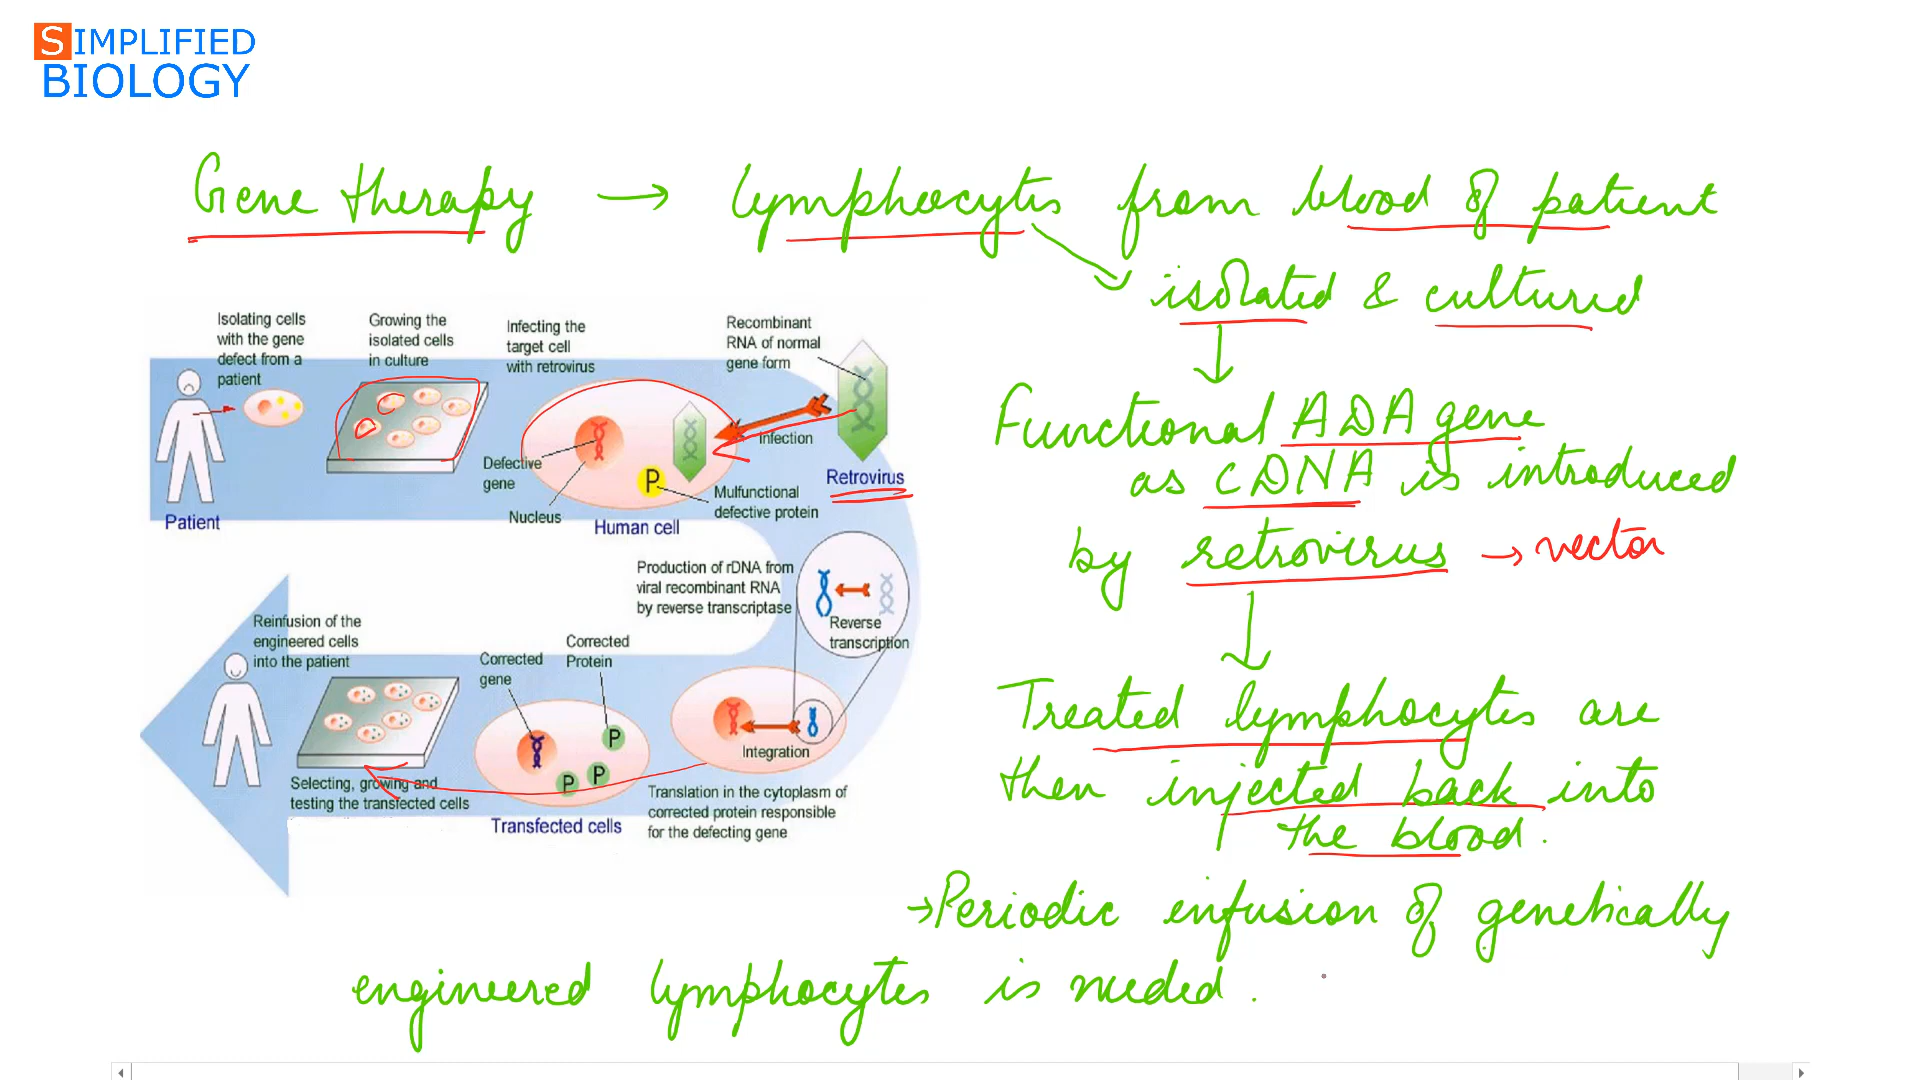 SIMPLIFIED
BIOLOGY
Gene therapy → lymphocytes from blood of patient
isolated & cultured
Functional ADA gene
as cDNA is introduced
by retrovirus → vector
Treated lymphocytes are
then injected back into
the blood.
→ Periodic infusion of genetically
engineered lymphocytes is needed.
Isolating cells
with the gene
defect from a
patient
Growing the
isolated cells
in culture
Infecting the
target cell
with retrovirus
Recombinant
RNA of normal
gene form
Infection
Retrovirus
Defective
gene
Nucleus
P
Mulfunctional
defective protein
Human cell
Patient
Production of rDNA from
viral recombinant RNA
by reverse transcriptase
Reverse
transcription
Reinfusion of the
engineered cells
into the patient
Corrected
gene
Corrected
Protein
P
P
P
Integration
Selecting, growing and
testing the transfected cells
Transfected cells
Translation in the cytoplasm of
corrected protein responsible
for the defecting gene